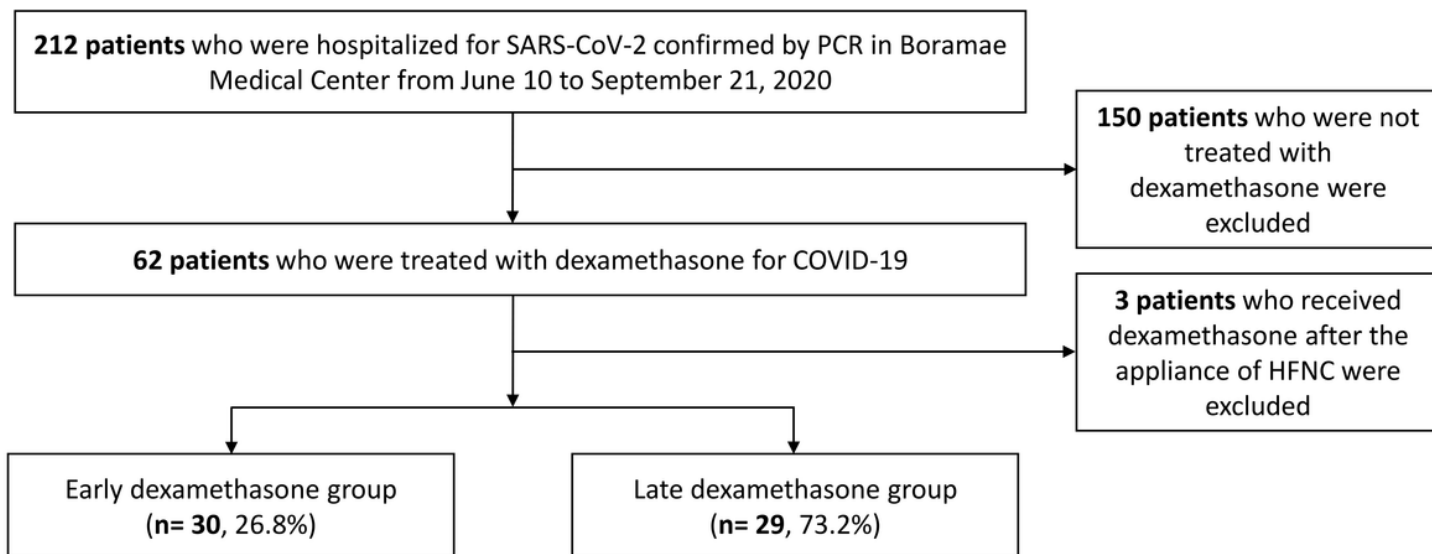 212 patients who were hospitalized for SARS-CoV-2 confirmed by PCR in Boramae
Medical Center from June 10 to September 21, 2020
150 patients who were not
treated with
dexamethasone were
excluded
62 patients who were treated with dexamethasone for COVID-19
3 patients who received
dexamethasone after the
appliance of HFNC were
excluded
Early dexamethasone group
(n= 30, 26.8%)
Late dexamethasone group
(n= 29, 73.2%)